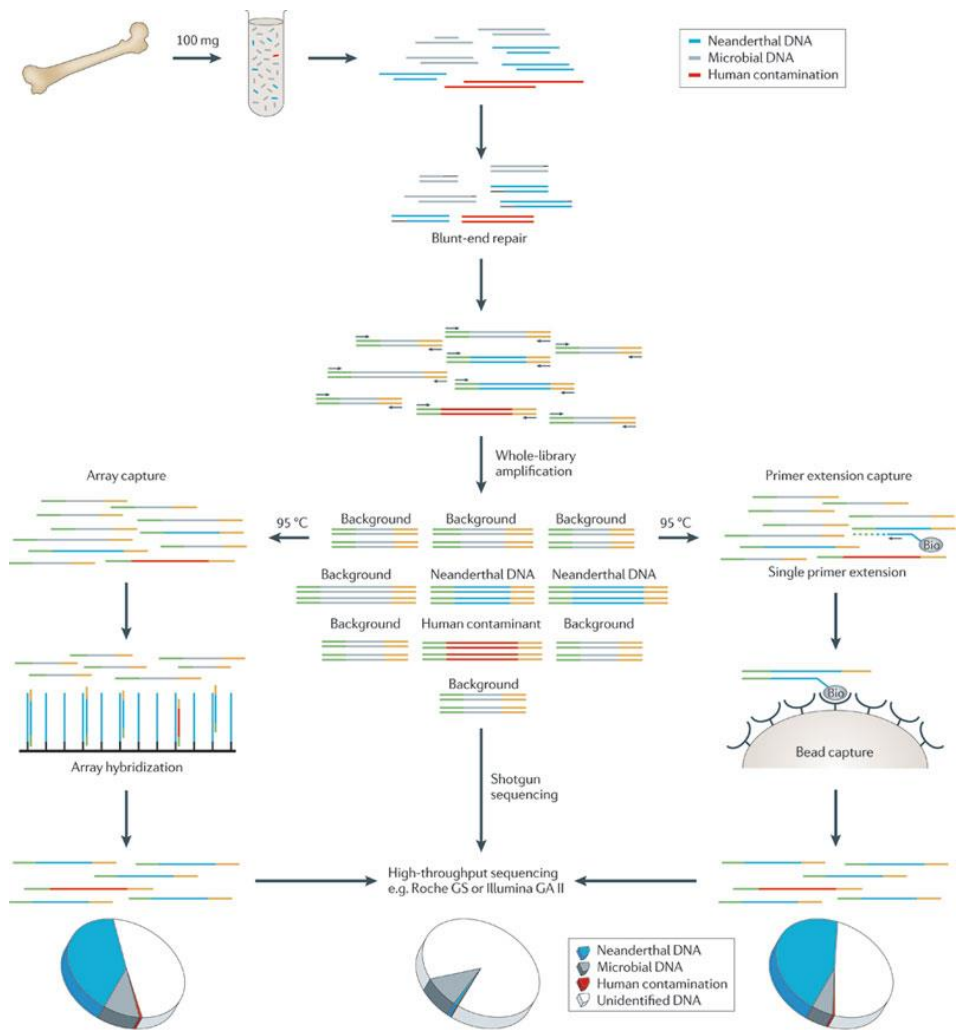 100 mg
Neanderthal DNA
Microbial DNA
Human contamination
Blunt-end repair
Whole-library
amplification
Array capture
Primer extension capture
95 °C
Background
Background
Background
95 °C
Bio
Single primer extension
Background
Neanderthal DNA
Neanderthal DNA
Background
Human contaminant
Background
Background
Bio
Array hybridization
Bead capture
Shotgun
sequencing
High-throughput sequencing
e.g. Roche GS or Illumina GA II
Neanderthal DNA
Microbial DNA
Human contamination
Unidentified DNA